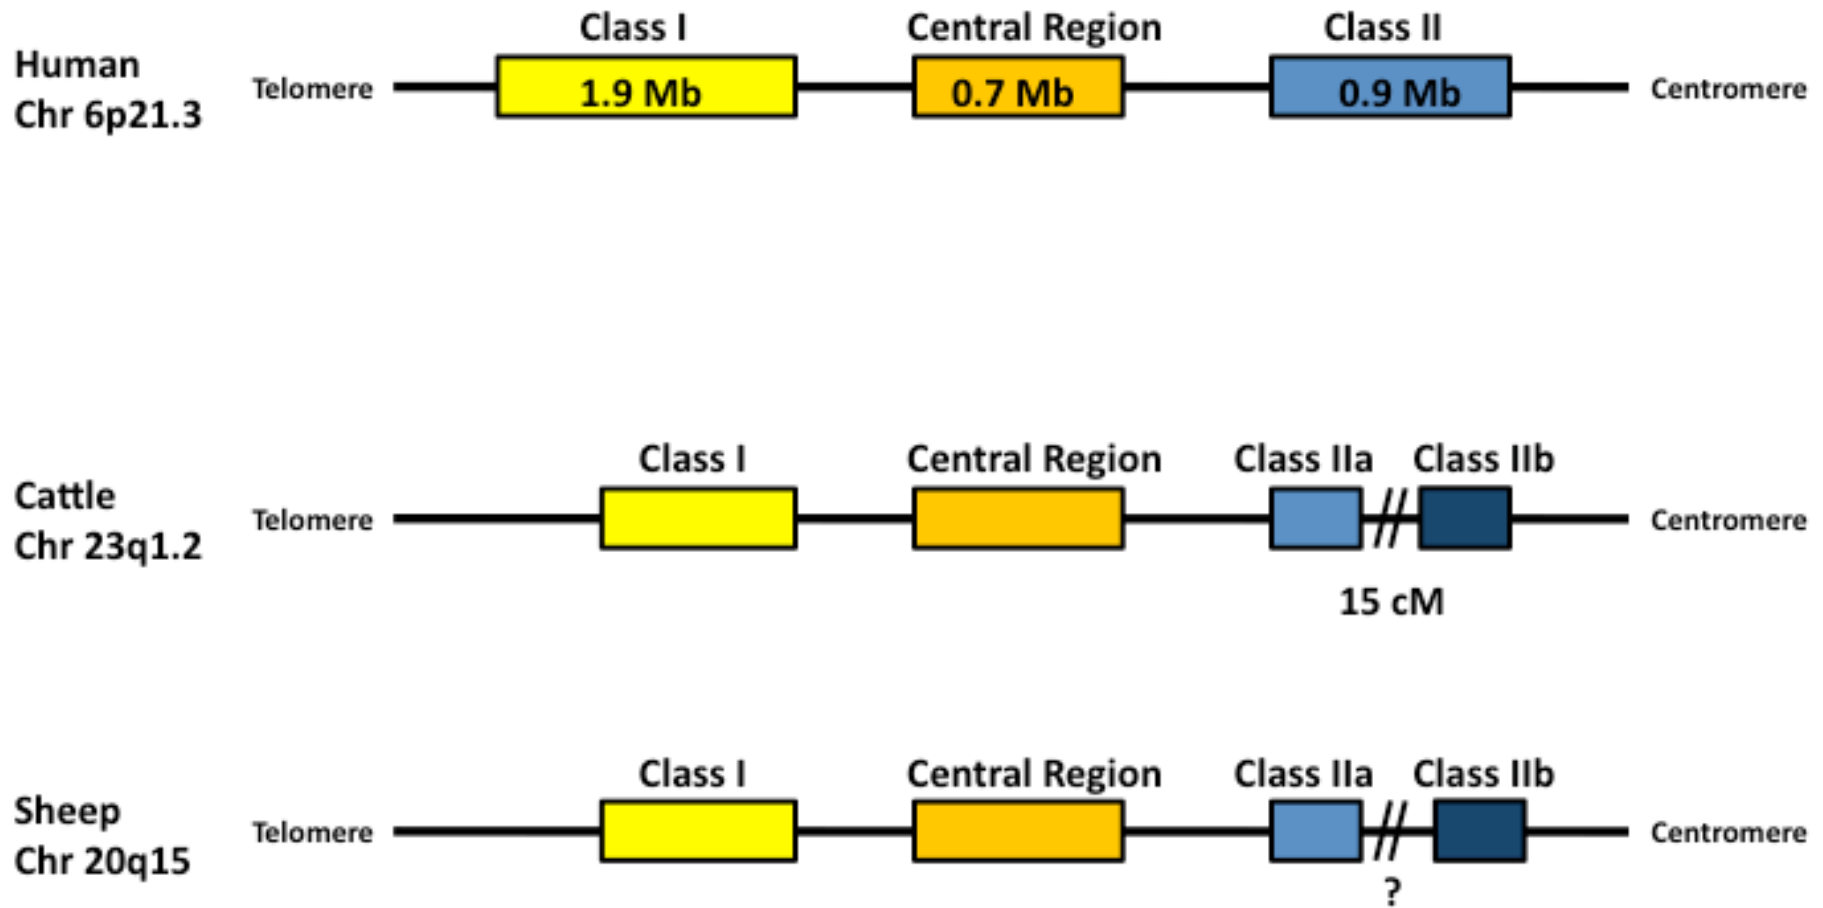 Class I Central Region Class II
Human
Chr 6p21.3
Telomere 1.9 Mb 0.7 Mb 0.9 Mb Centromere
Class I Central Region Class IIa Class IIb
Cattle
Chr 23q1.2
Telomere Centromere
15 cM
Class I Central Region Class IIa Class IIb
Sheep
Chr 20q15
Telomere Centromere
?